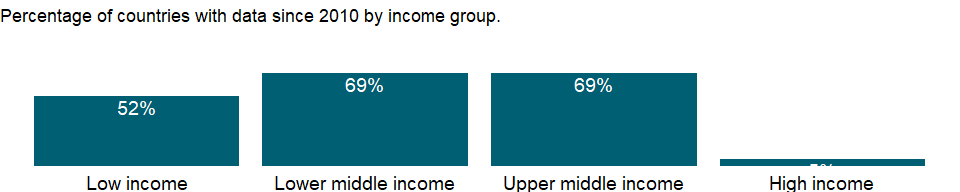 Percentage of countries with data since 2010 by income group.
52% 69% 69%
Low income Lower middle income Upper middle income High income